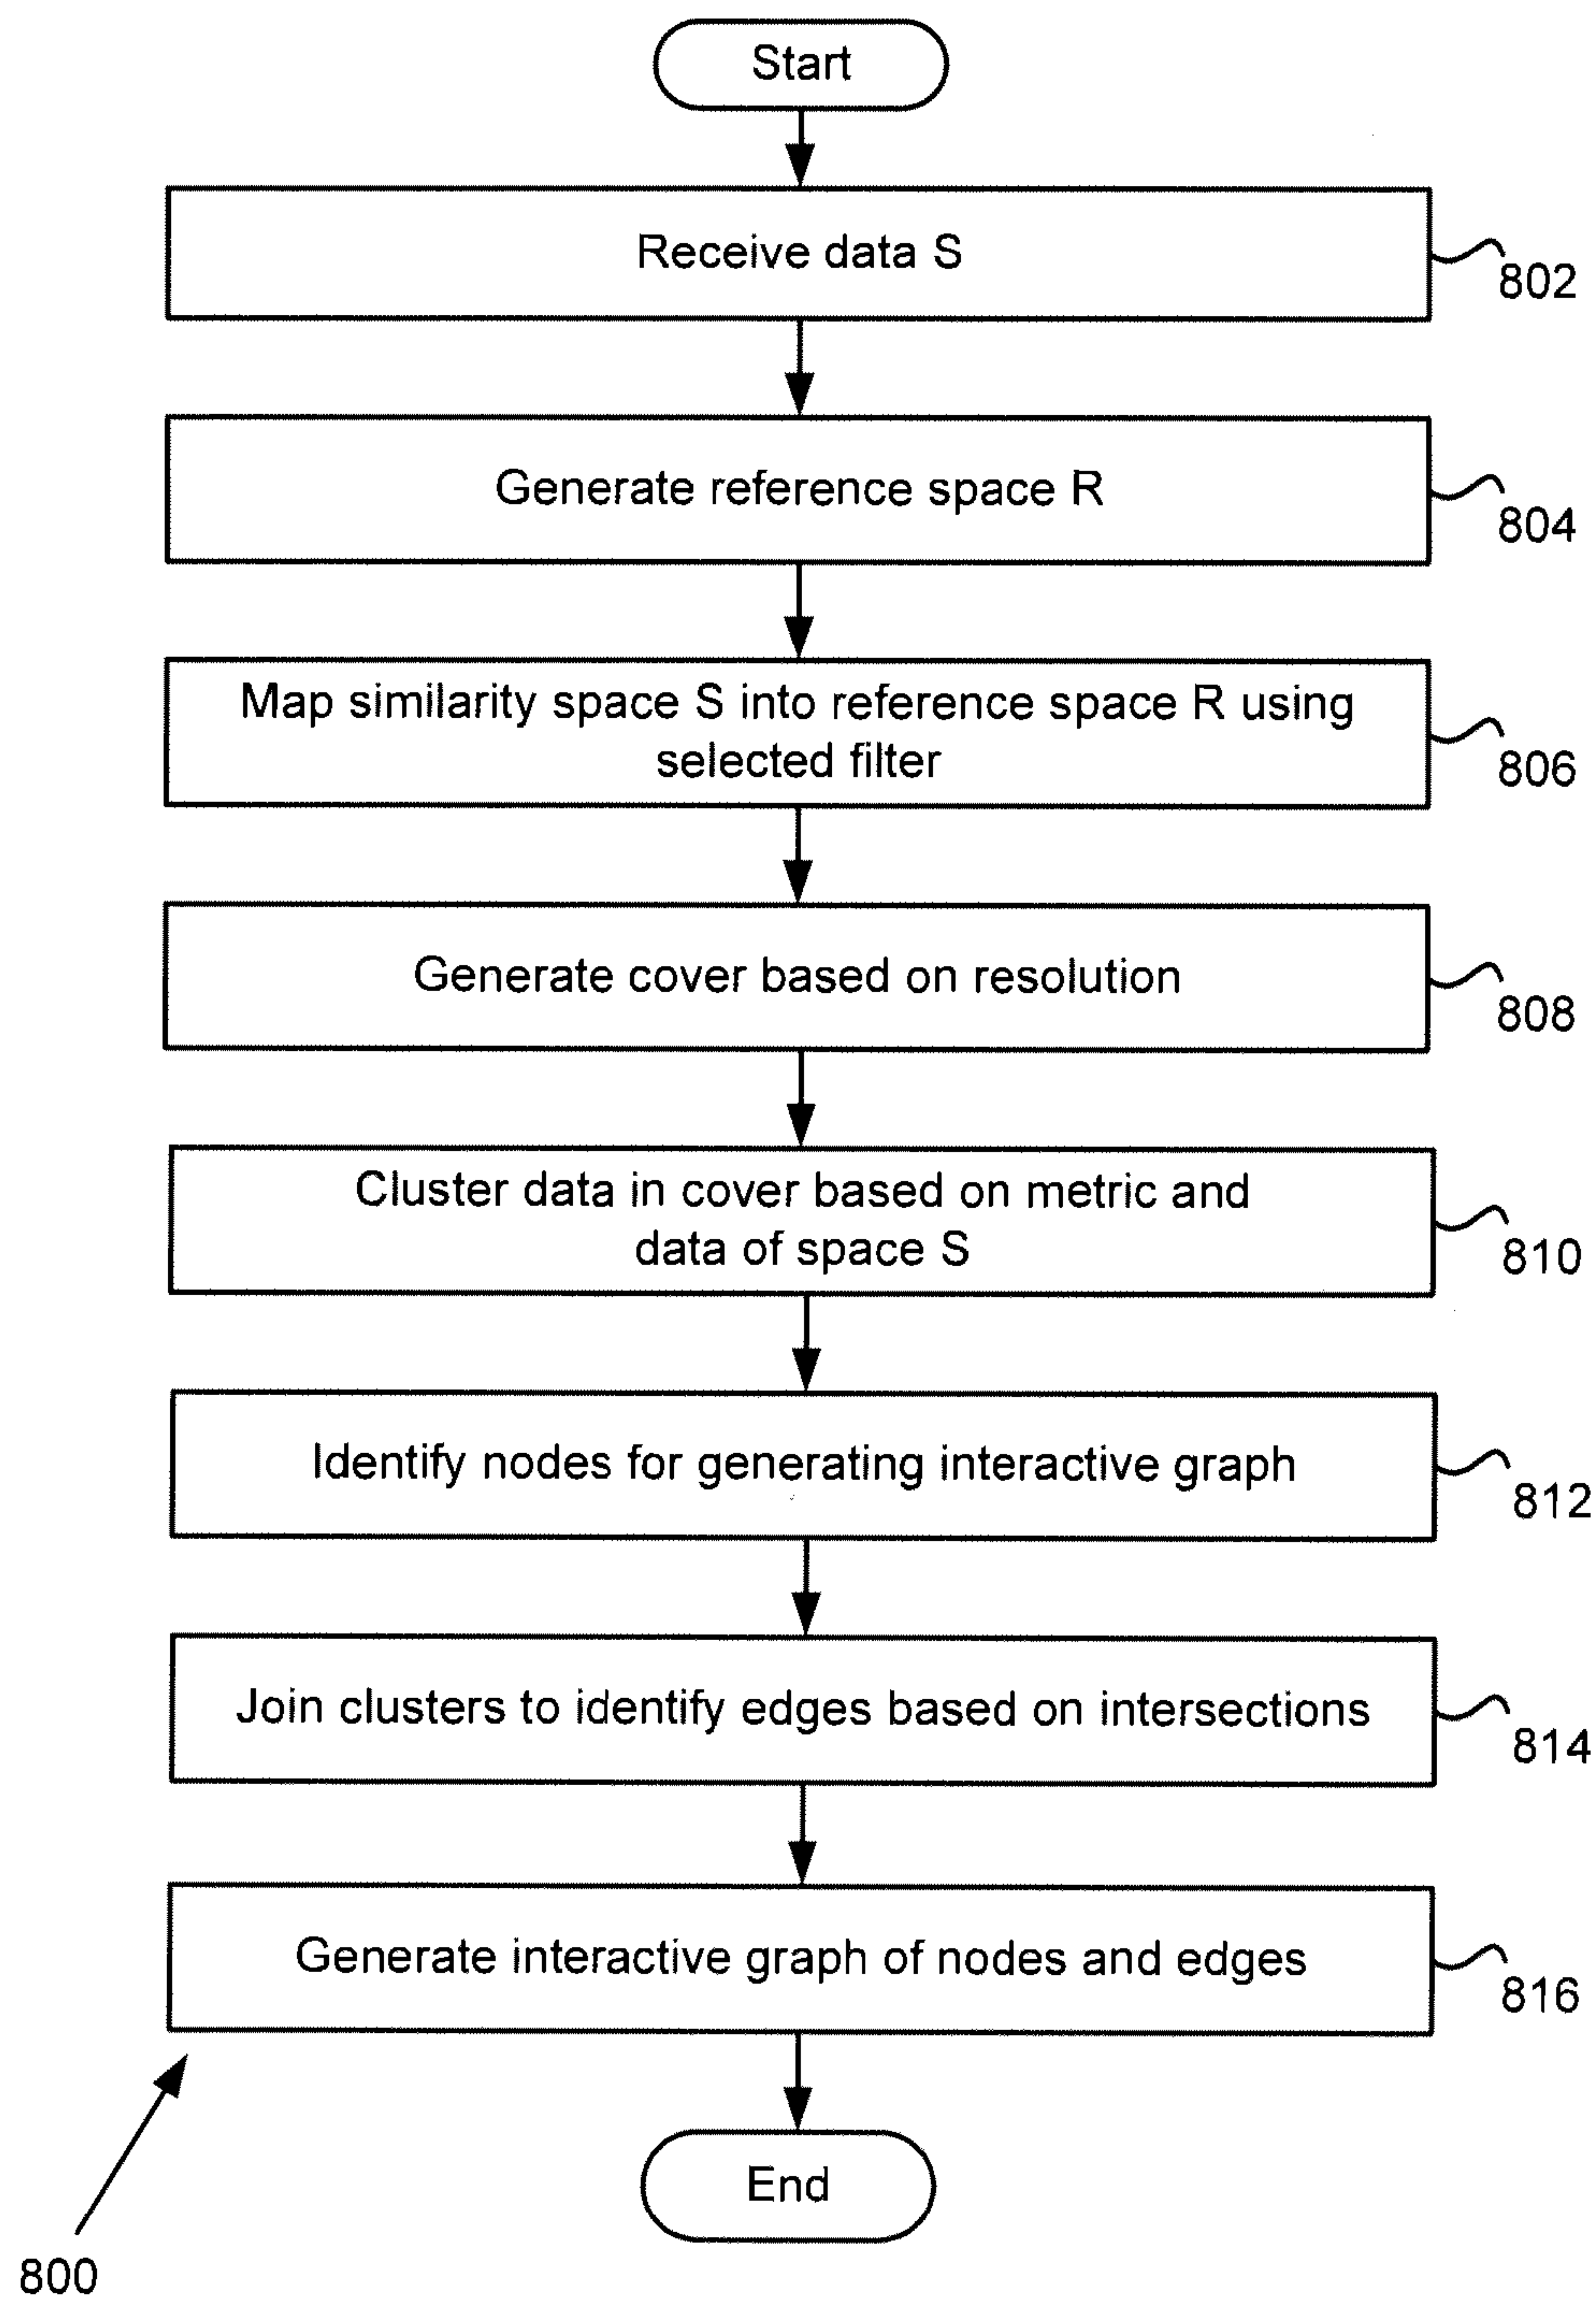 Start
Receive data S
802
Generate reference space R
804
Map similarity space S into reference space R using
selected filter
806
Generate cover based on resolution
808
Cluster data in cover based on metric and
data of space S
810
Identify nodes for generating interactive graph
812
Join clusters to identify edges based on intersections
814
Generate interactive graph of nodes and edges
816
End
800